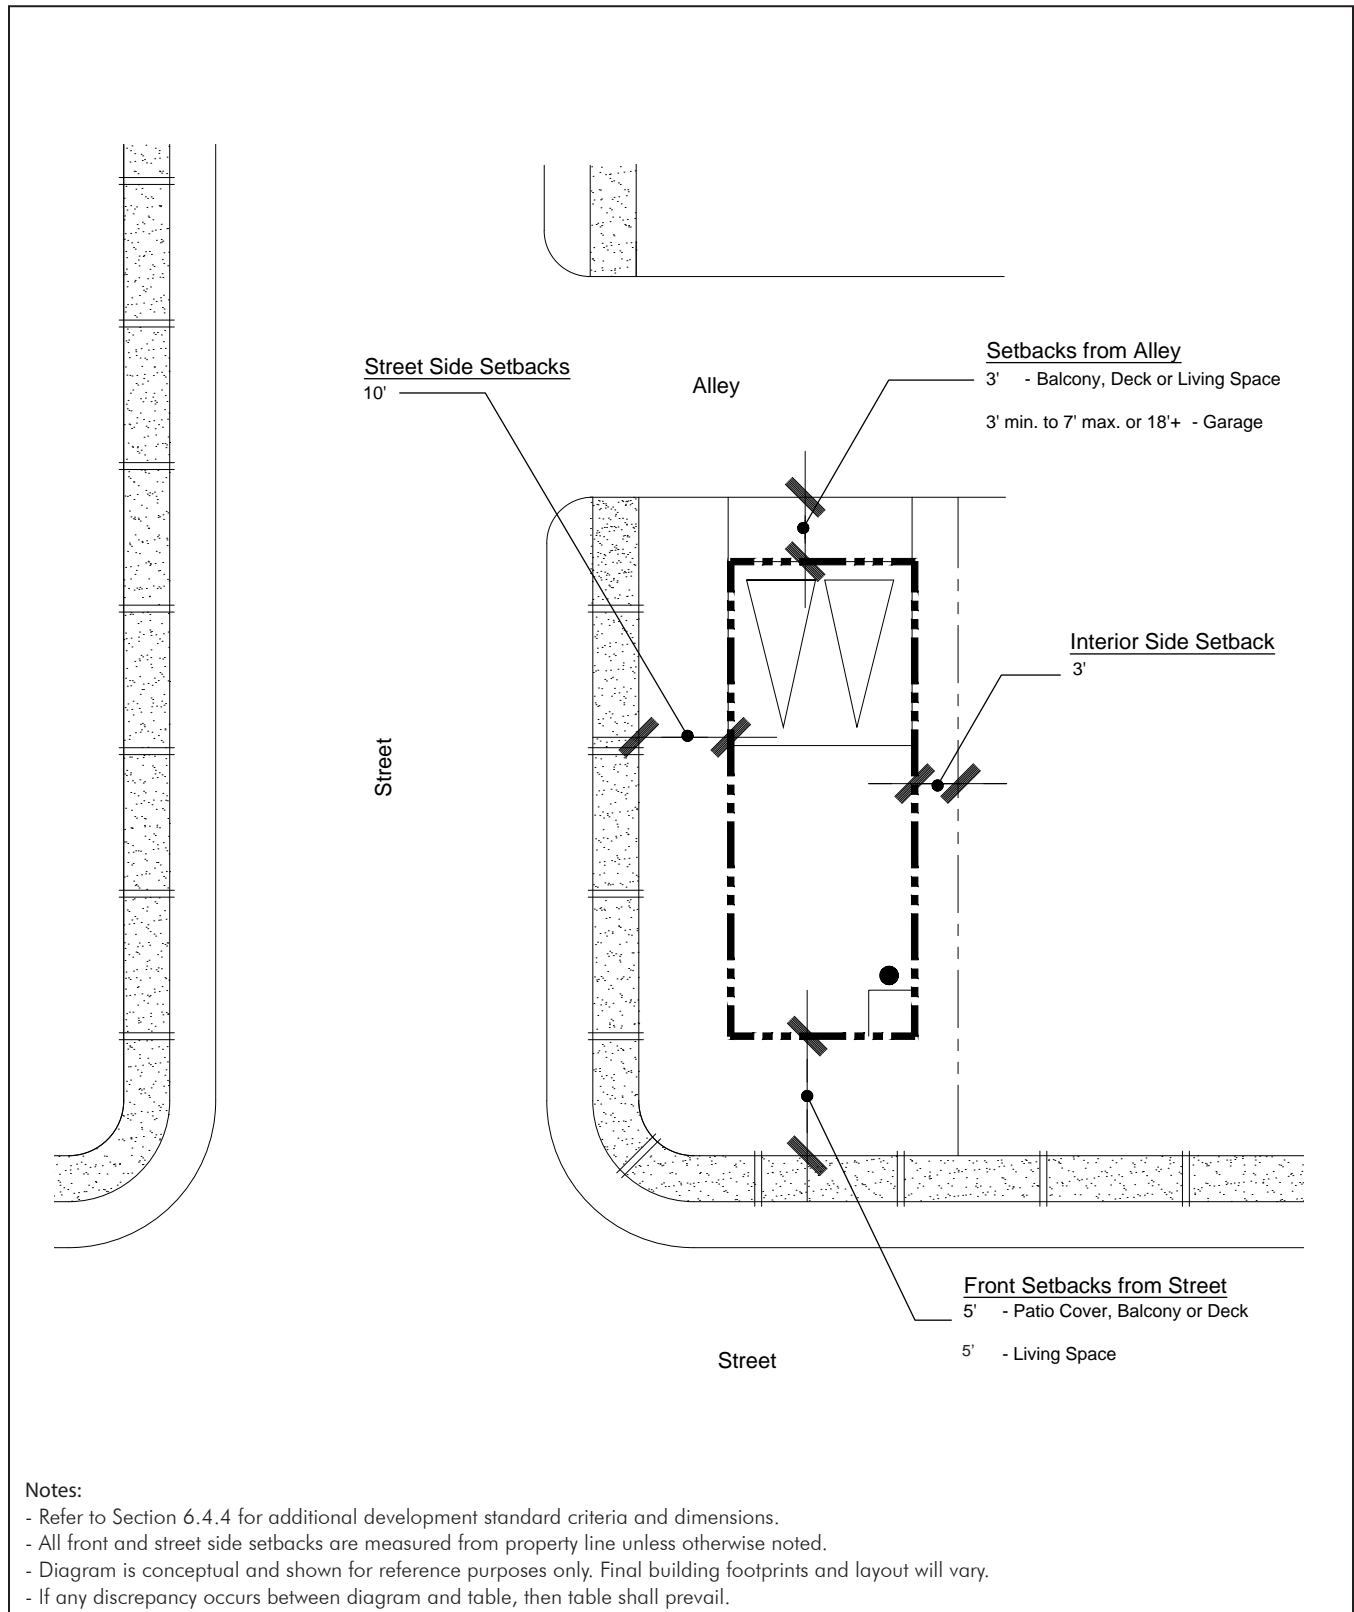 Setbacks from Alley
3' - Balcony, Deck or Living Space
3' min. to 7' max. or 18'+ - Garage
Street Side Setbacks
10'
Alley
Interior Side Setback
3'
Street
Front Setbacks from Street
5' - Patio Cover, Balcony or Deck
5' - Living Space
Street
Notes:
- Refer to Section 6.4.4 for additional development standard criteria and dimensions.
- All front and street side setbacks are measured from property line unless otherwise noted.
- Diagram is conceptual and shown for reference purposes only. Final building footprints and layout will vary.
- If any discrepancy occurs between diagram and table, then table shall prevail.